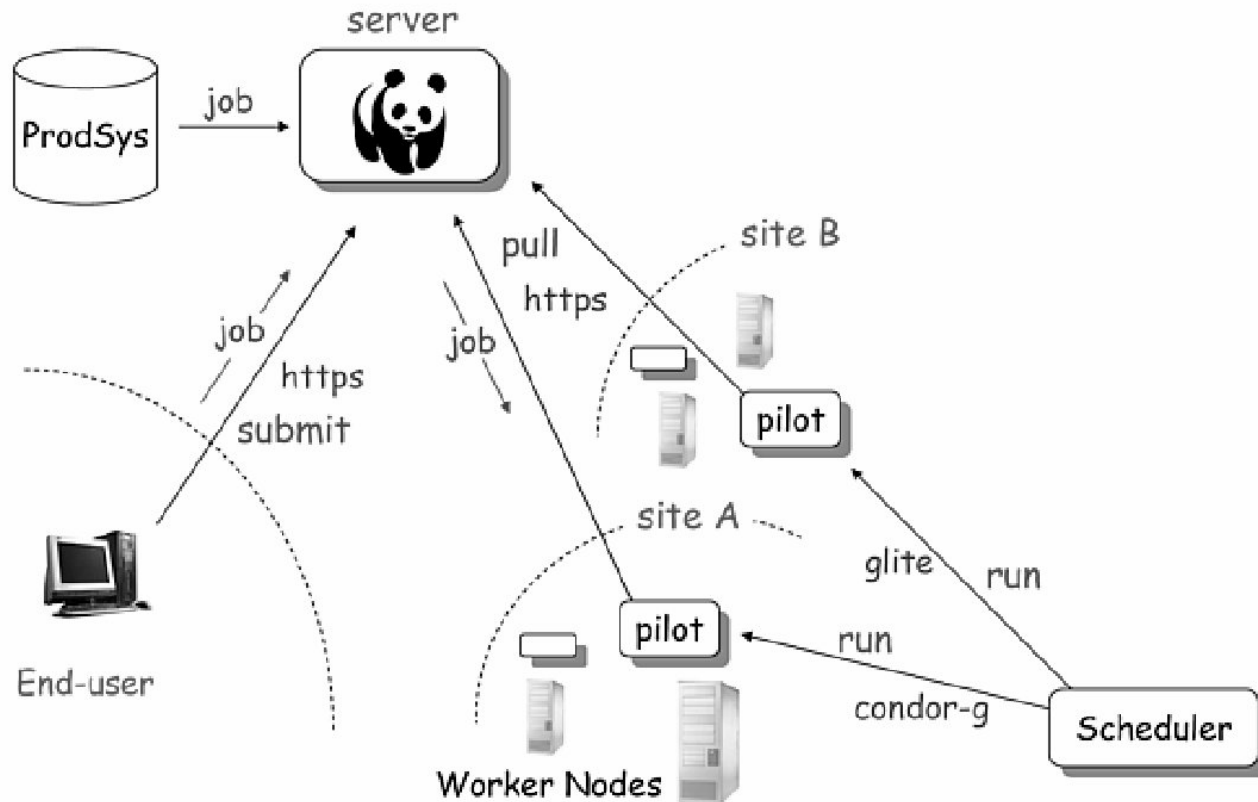 server
job
ProdSys
pull
https
site B
job
https
submit
job
pilot
site A
glite
run
pilot
run
condor-g
Scheduler
End-user
Worker Nodes